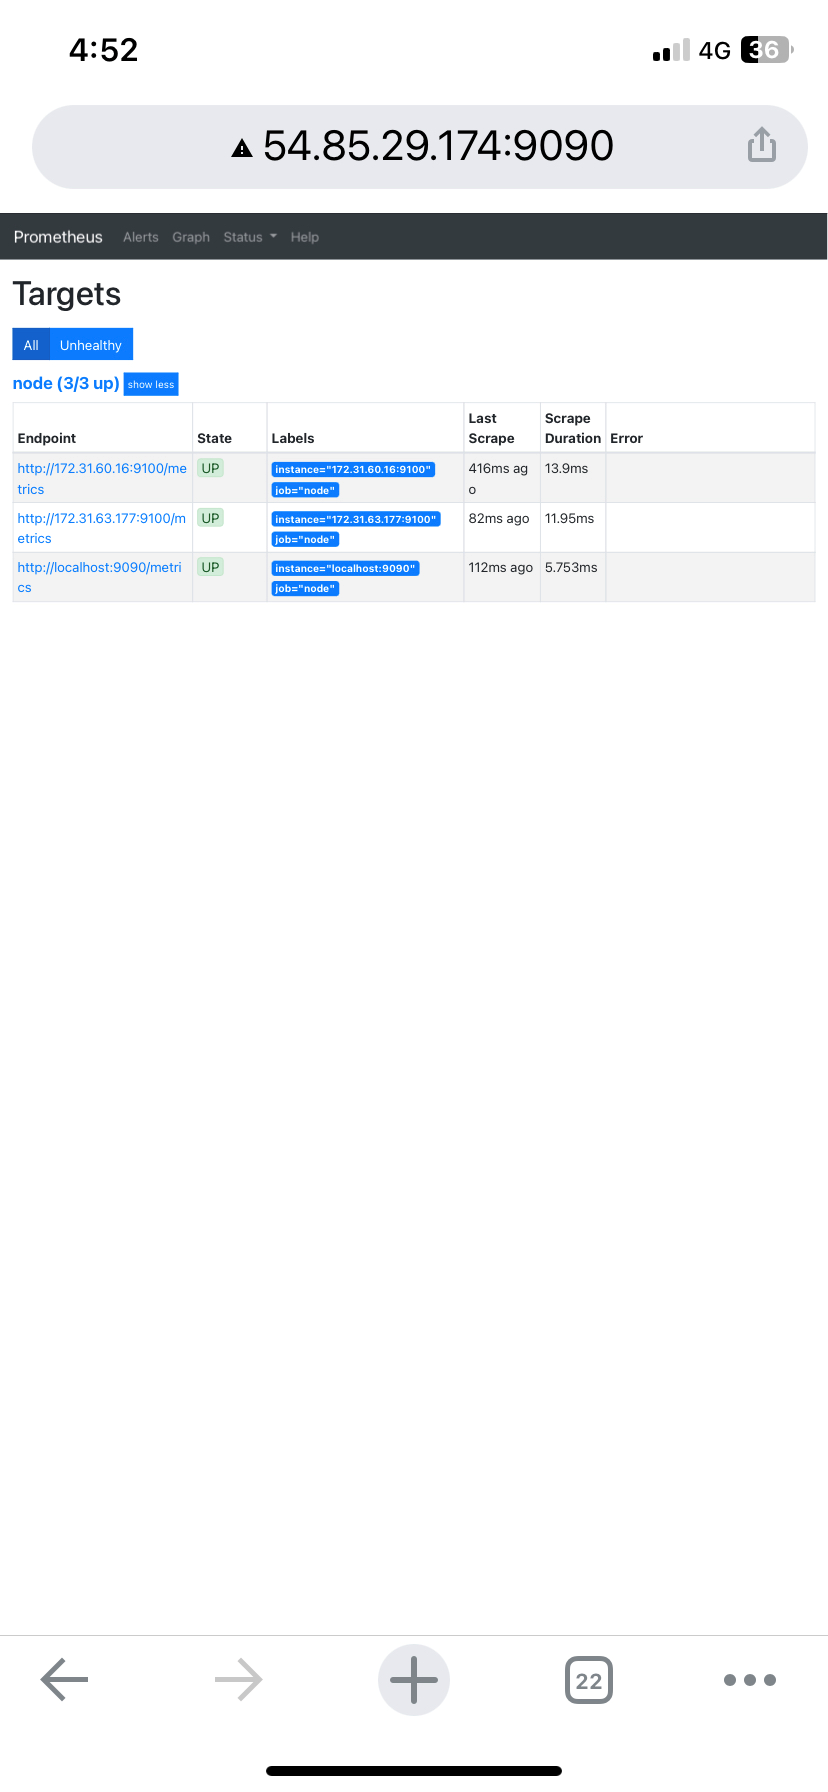 4:52
4G 36
54.85.29.174:9090
Prometheus Alerts Graph Status Help
Targets
All Unhealthy
node (3/3 up) show less
Endpoint State Labels Last Scrape Scrape Duration Error
http://172.31.60.16:9100/metrics UP instance="172.31.60.16:9100" job="node" 416ms ago 13.9ms
http://172.31.63.177:9100/metrics UP instance="172.31.63.177:9100" job="node" 82ms ago 11.95ms
http://localhost:9090/metrics UP instance="localhost:9090" job="node" 112ms ago 5.753ms
22